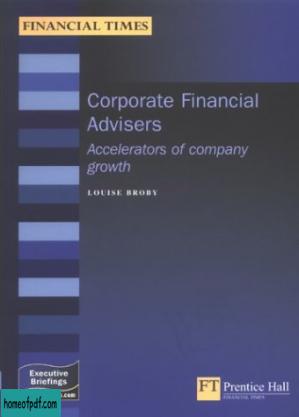 FINANCIAL TIMES
Corporate Financial
Advisers
Accelerators of company
growth
LOUISE BROBY
Executive
Briefings
s.com
homeofpdf.com
FT Prentice Hall
FINANCIAL TIMES